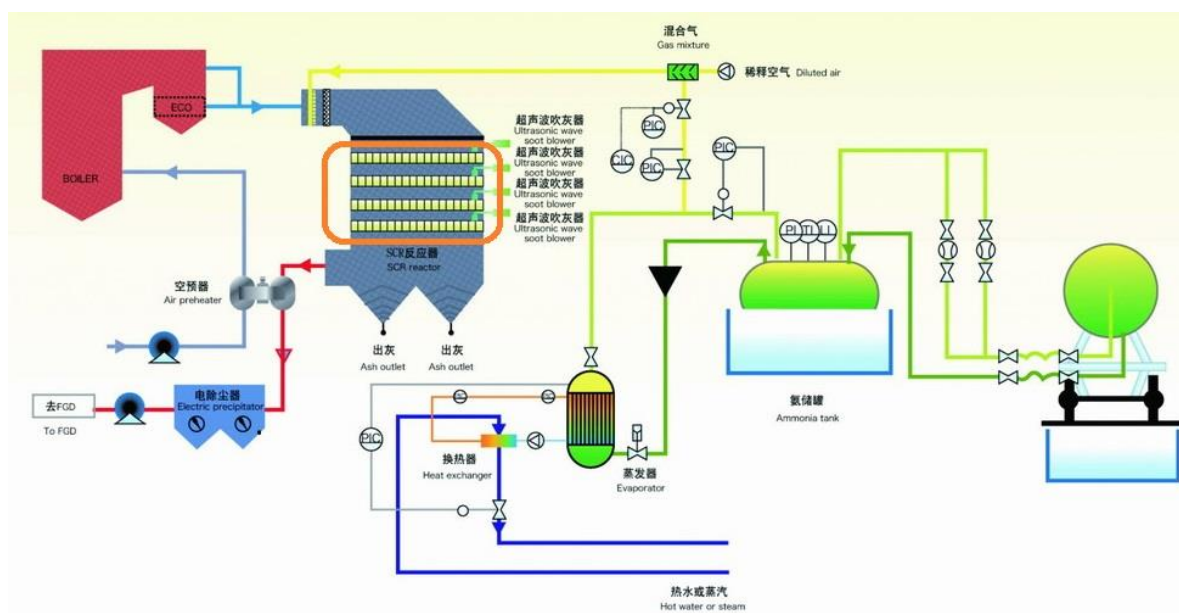 混合气
Gas mixture
稀释空气 Diluted air
ECO
BOILER
超声波吹灰器
Ultrasonic wave
soot blower
超声波吹灰器
Ultrasonic wave
soot blower
超声波吹灰器
Ultrasonic wave
soot blower
超声波吹灰器
Ultrasonic wave
soot blower
PIC
CIC
PIC
PIC
SCR反应器
SCR reactor
PI
TI
LI
空预器
Air preheater
出灰
Ash outlet
出灰
Ash outlet
氨储罐
Ammonia tank
去FGD
To FGD
电除尘器
Electric precipitator
PIC
换热器
Heat exchanger
蒸发器
Evaporator
热水或蒸汽
Hot water or steam